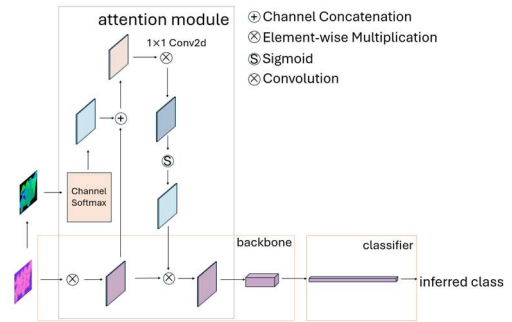 attention module
1×1 Conv2d
Channel Concatenation
Element-wise Multiplication
S Sigmoid
Convolution
S
Channel
Softmax
backbone
classifier
inferred class